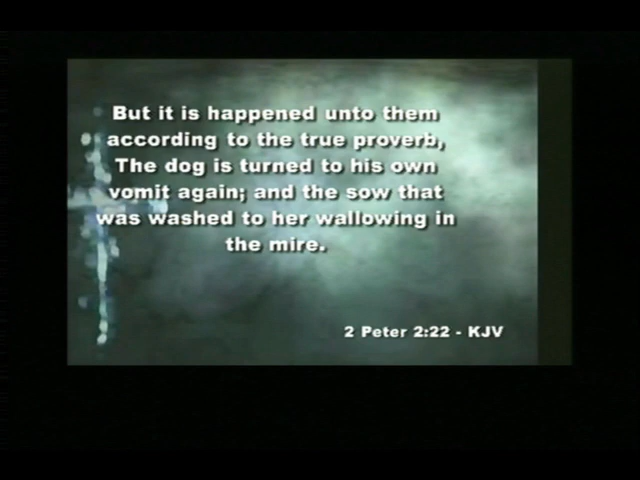 But it is happened unto them
according to the true proverb,
The dog is turned to his own
vomit again; and the sow that
was washed to her wallowing in
the mire.
2 Peter 2:22 - KJV